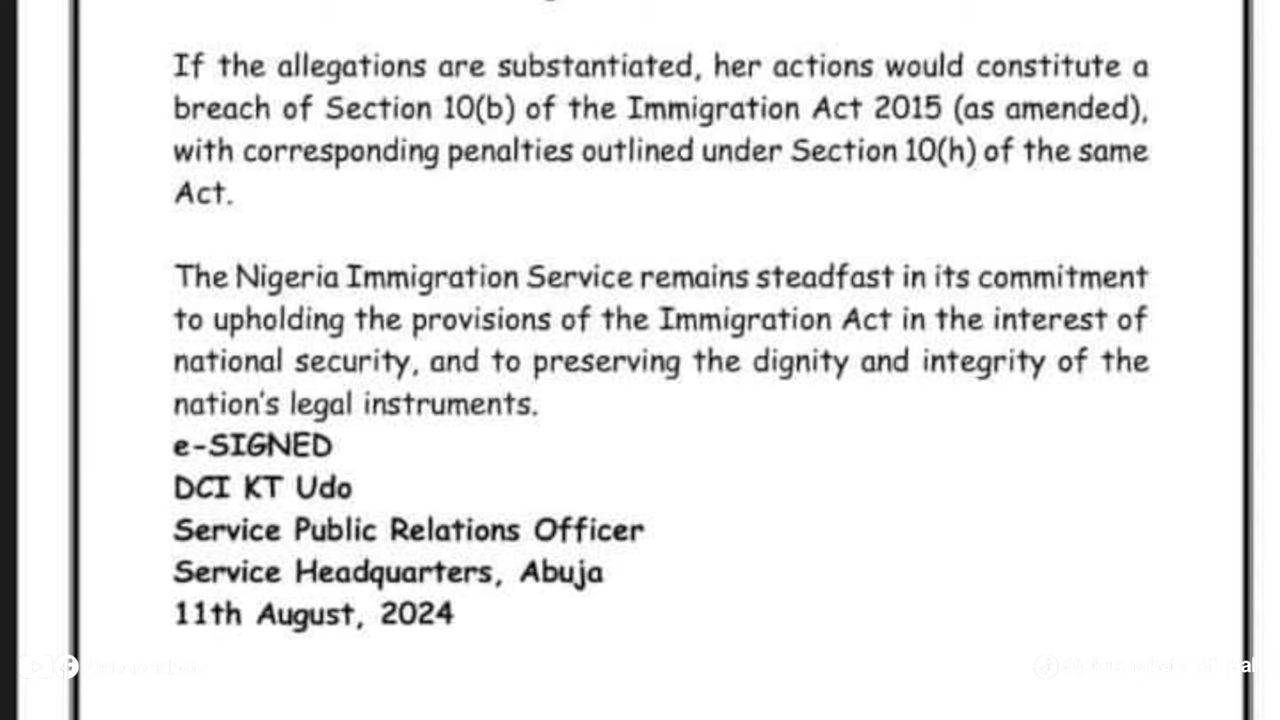 If the allegations are substantiated, her actions would constitute a
breach of Section 10(b) of the Immigration Act 2015 (as amended),
with corresponding penalties outlined under Section 10(h) of the same
Act.
The Nigeria Immigration Service remains steadfast in its commitment
to upholding the provisions of the Immigration Act in the interest of
national security, and to preserving the dignity and integrity of the
nation's legal instruments.
e-SIGNED
DCI KT Udo
Service Public Relations Officer
Service Headquarters, Abuja
11th August, 2024